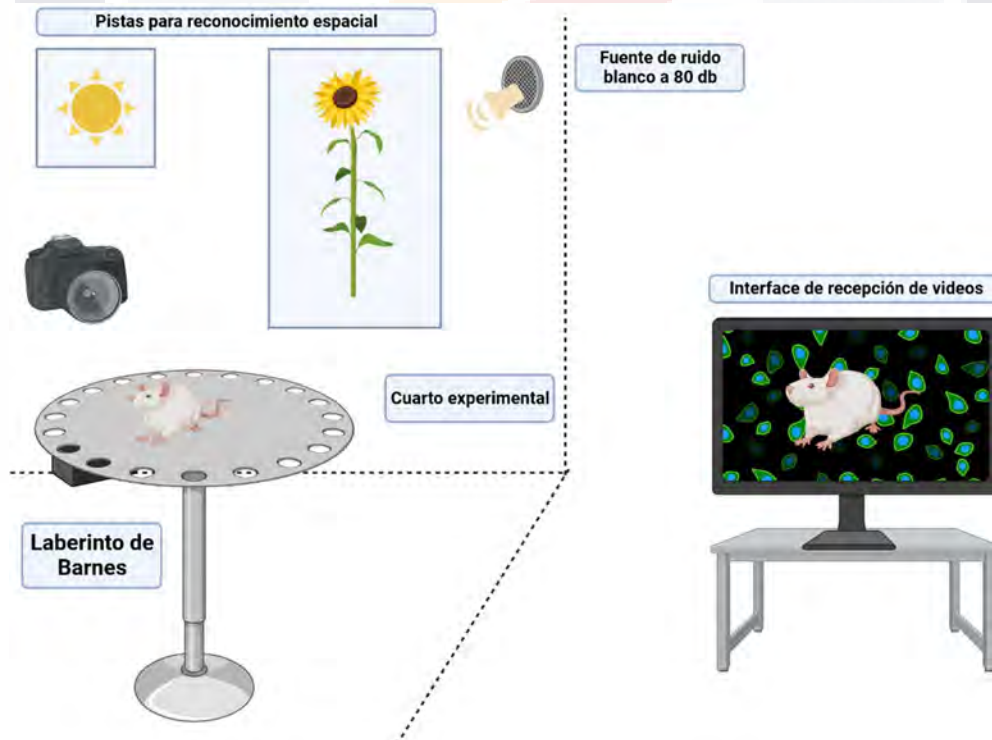 Pistas para reconocimiento espacial
Fuente de ruido
blanco a 80 db
Interface de recepción de videos
Cuarto experimental
Laberinto de
Barnes